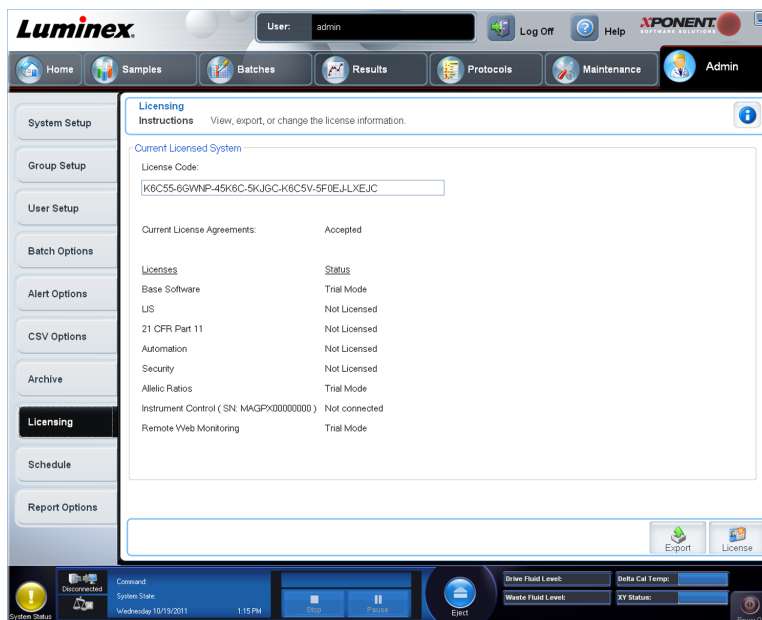 Luminex.
User:
admin
Log Off
Help
XPONENT.
SOFTWARE SOLUTIONS
Home
Samples
Batches
Results
Protocols
Maintenance
Admin
System Setup
Group Setup
User Setup
Batch Options
Alert Options
CSV Options
Archive
Licensing
Schedule
Report Options
Licensing
Instructions View, export, or change the license information.
Current Licensed System
License Code:
K6C55-6GWNP-45K6C-5KJGC-K6C5V-5F0EJ-LXEJC
Current License Agreements: Accepted
Licenses Status
Base Software Trial Mode
LIS Not Licensed
21 CFR Part 11 Not Licensed
Automation Not Licensed
Security Not Licensed
Allelic Ratios Trial Mode
Instrument Control ( SN: MAGPX00000000 ) Not connected
Remote Web Monitoring Trial Mode
Export
License
System Status
Disconnected
Command:
System State:
Wednesday 10/19/2011 1:15 PM
Stop
Pause
Eject
Drive Fluid Level:
Waste Fluid Level:
Delta Cal Temp:
XY Status: